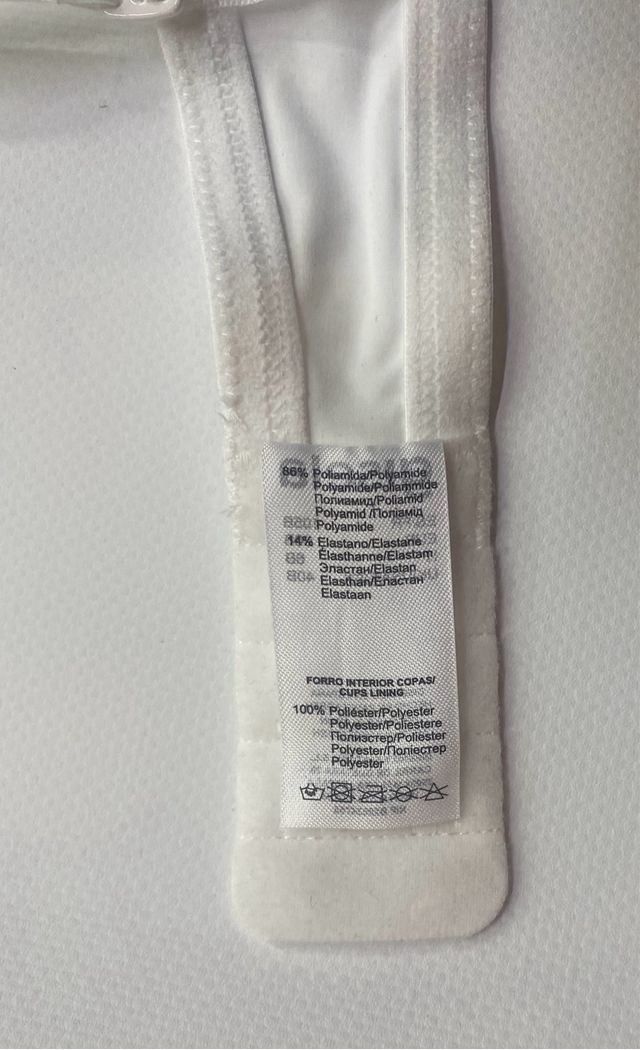 86% Poliamida/Polyamide
Polyamide/Poliammide
Полиамид/Poliamid
Polyamid /Поліамід
Polyamide
14% Elastano/Elastane
Élasthanne/Elastam
Эластан/Elastan
Elasthan/Еластан
Elastaan
FORRO INTERIOR COPAS/
CUPS LINING
100% Poliéster/Polyester
Polyester/Poliestere
Полиэстер/Poliester
Polyester/Поліестер
Polyester